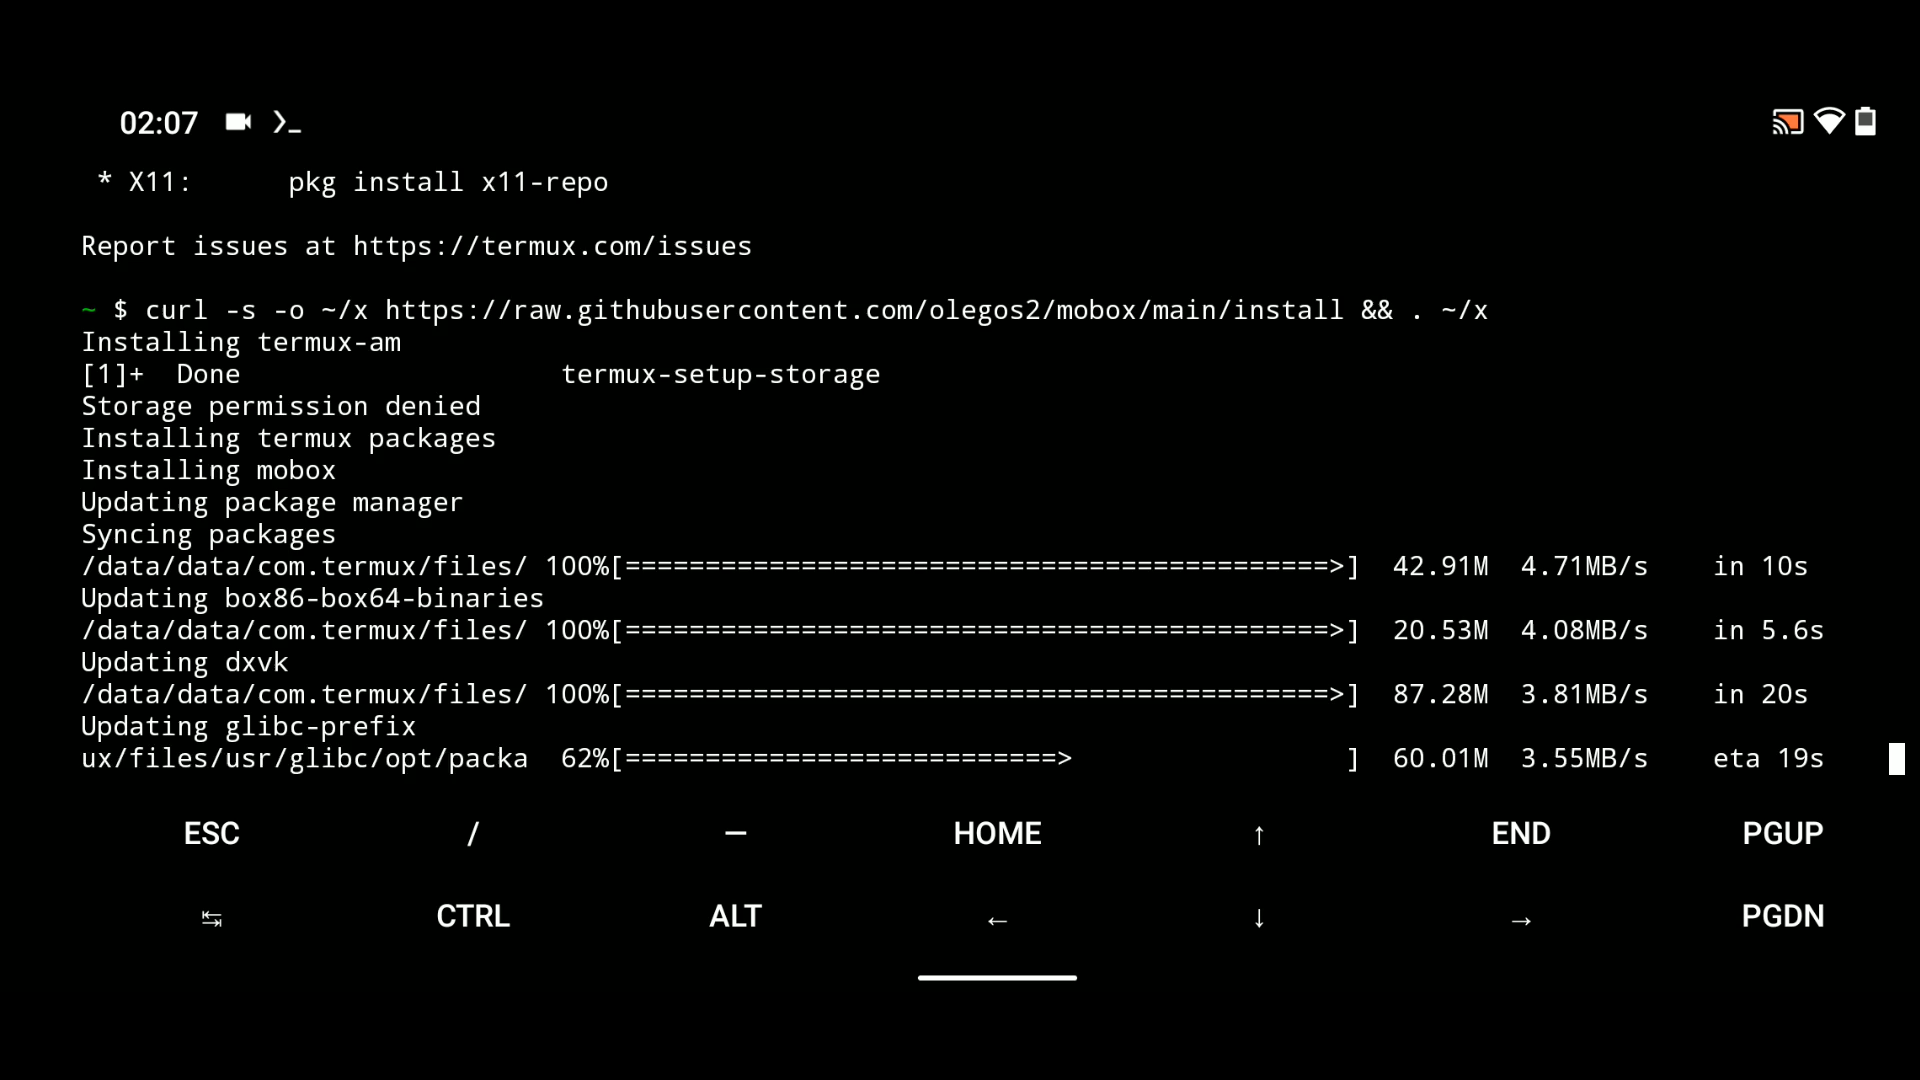 02:07
 * X11:      pkg install x11-repo
Report issues at https://termux.com/issues
~ $ curl -s -o ~/x https://raw.githubusercontent.com/olegos2/mobox/main/install && . ~/x
Installing termux-am
[1]+  Done                    termux-setup-storage
Storage permission denied
Installing termux packages
Installing mobox
Updating package manager
Syncing packages
/data/data/com.termux/files/ 100%[============================================>]  42.91M  4.71MB/s    in 10s
Updating box86-box64-binaries
/data/data/com.termux/files/ 100%[============================================>]  20.53M  4.08MB/s    in 5.6s
Updating dxvk
/data/data/com.termux/files/ 100%[============================================>]  87.28M  3.81MB/s    in 20s
Updating glibc-prefix
ux/files/usr/glibc/opt/packa  62%[===========================>                 ]  60.01M  3.55MB/s    eta 19s
ESC / — HOME ↑ END PGUP
↹ CTRL ALT ← ↓ → PGDN